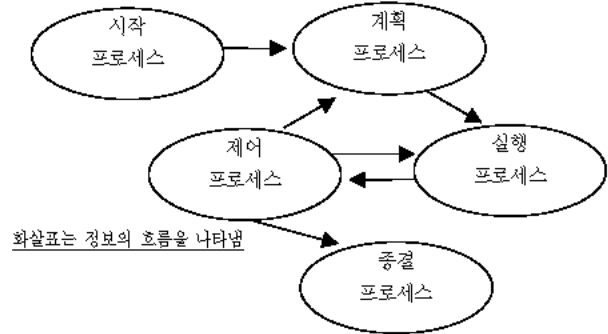 시작
프로세스
계획
프로세스
제어
프로세스
실행
프로세스
화살표는 정보의 흐름을 나타냄
종결
프로세스